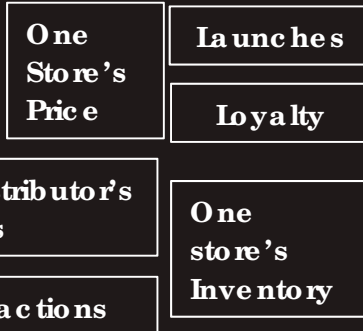 One
Store's
Price
Launches
Loyalty
tributor's
s
One
store's
Inventory
actions